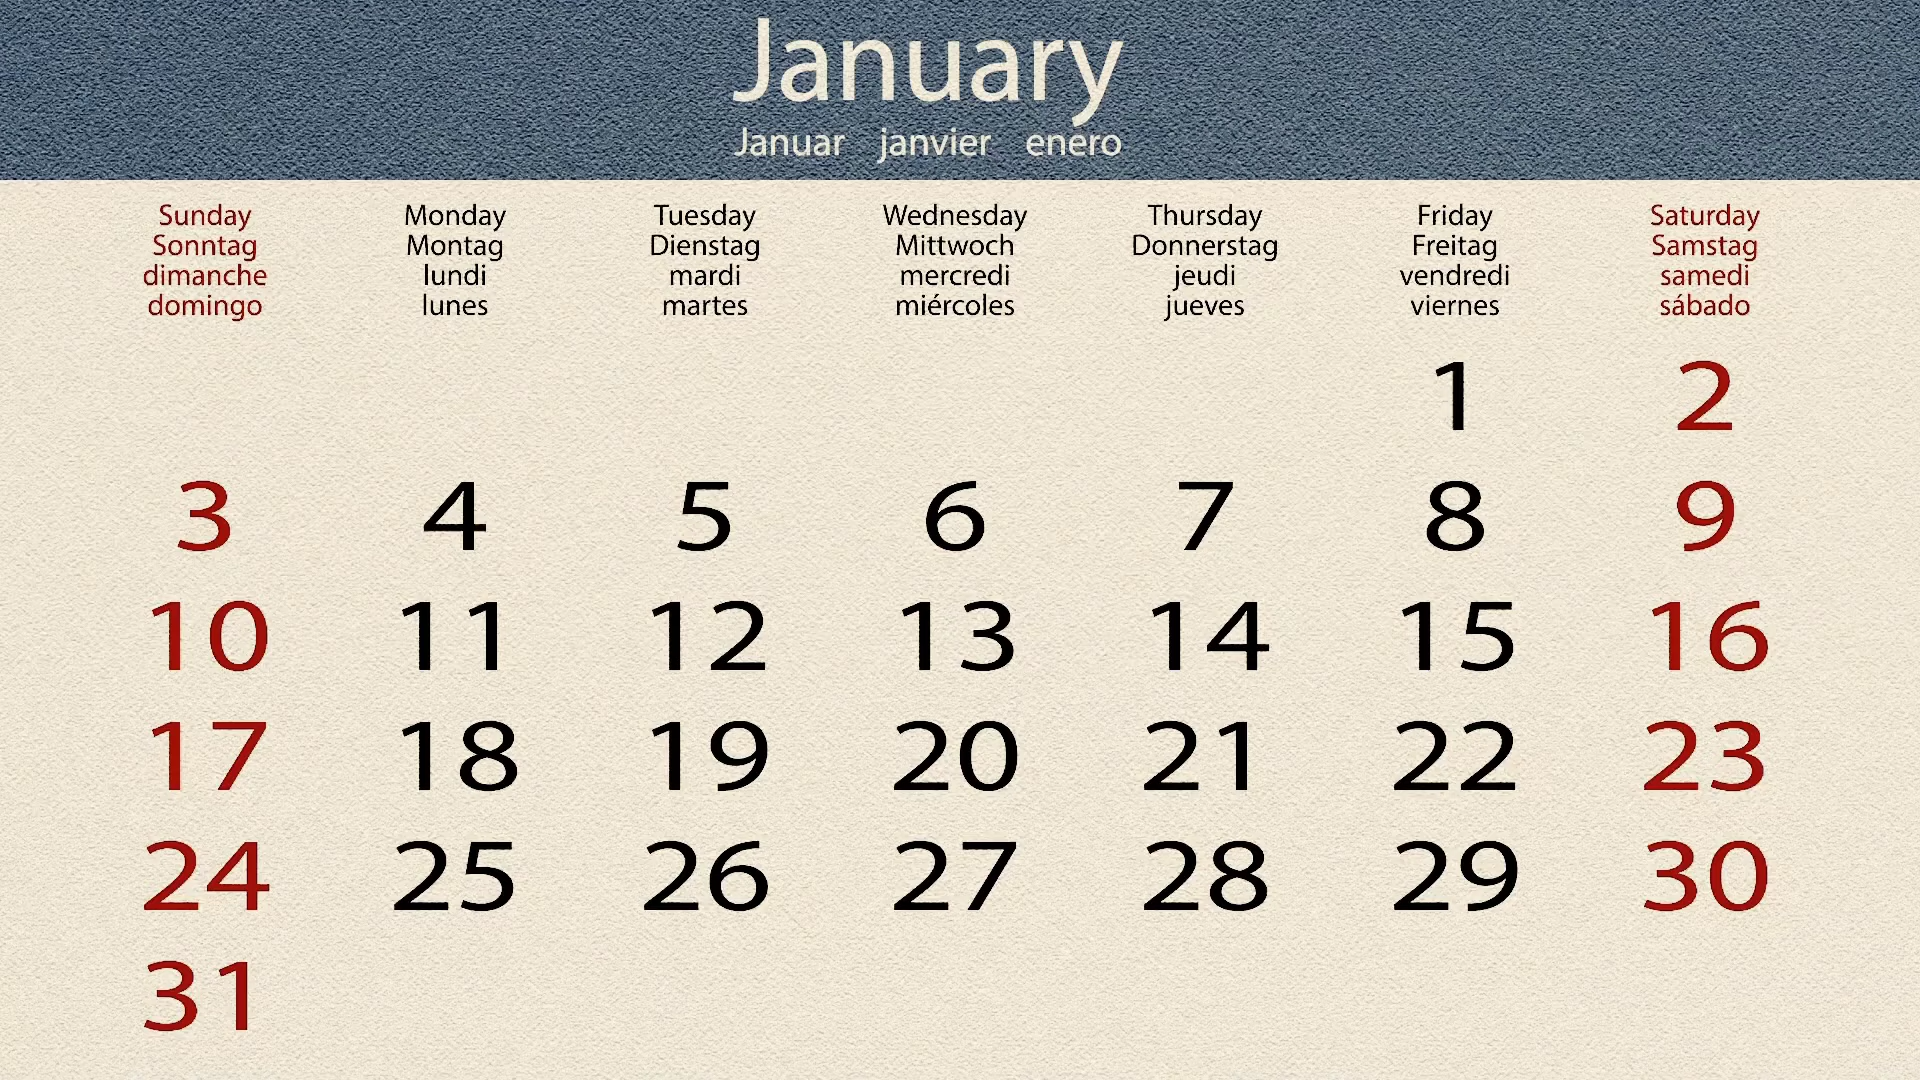 January
Januar janvier enero
Sunday Monday Tuesday Wednesday Thursday Friday Saturday
Sonntag Montag Dienstag Mittwoch Donnerstag Freitag Samstag
dimanche lundi mardi mercredi jeudi vendredi samedi
domingo lunes martes miércoles jueves viernes sábado
1 2
3 4 5 6 7 8 9
10 11 12 13 14 15 16
17 18 19 20 21 22 23
24 25 26 27 28 29 30
31